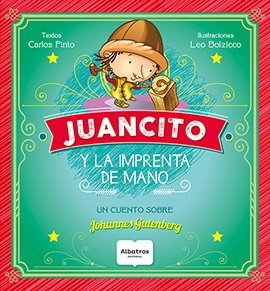 Textos
Carlos Pinto
Ilustraciones
Leo Bolzicco
JUANCITO
Y LA IMPRENTA
DE MANO
UN CUENTO SOBRE
Johannes Gutenberg
Albatros